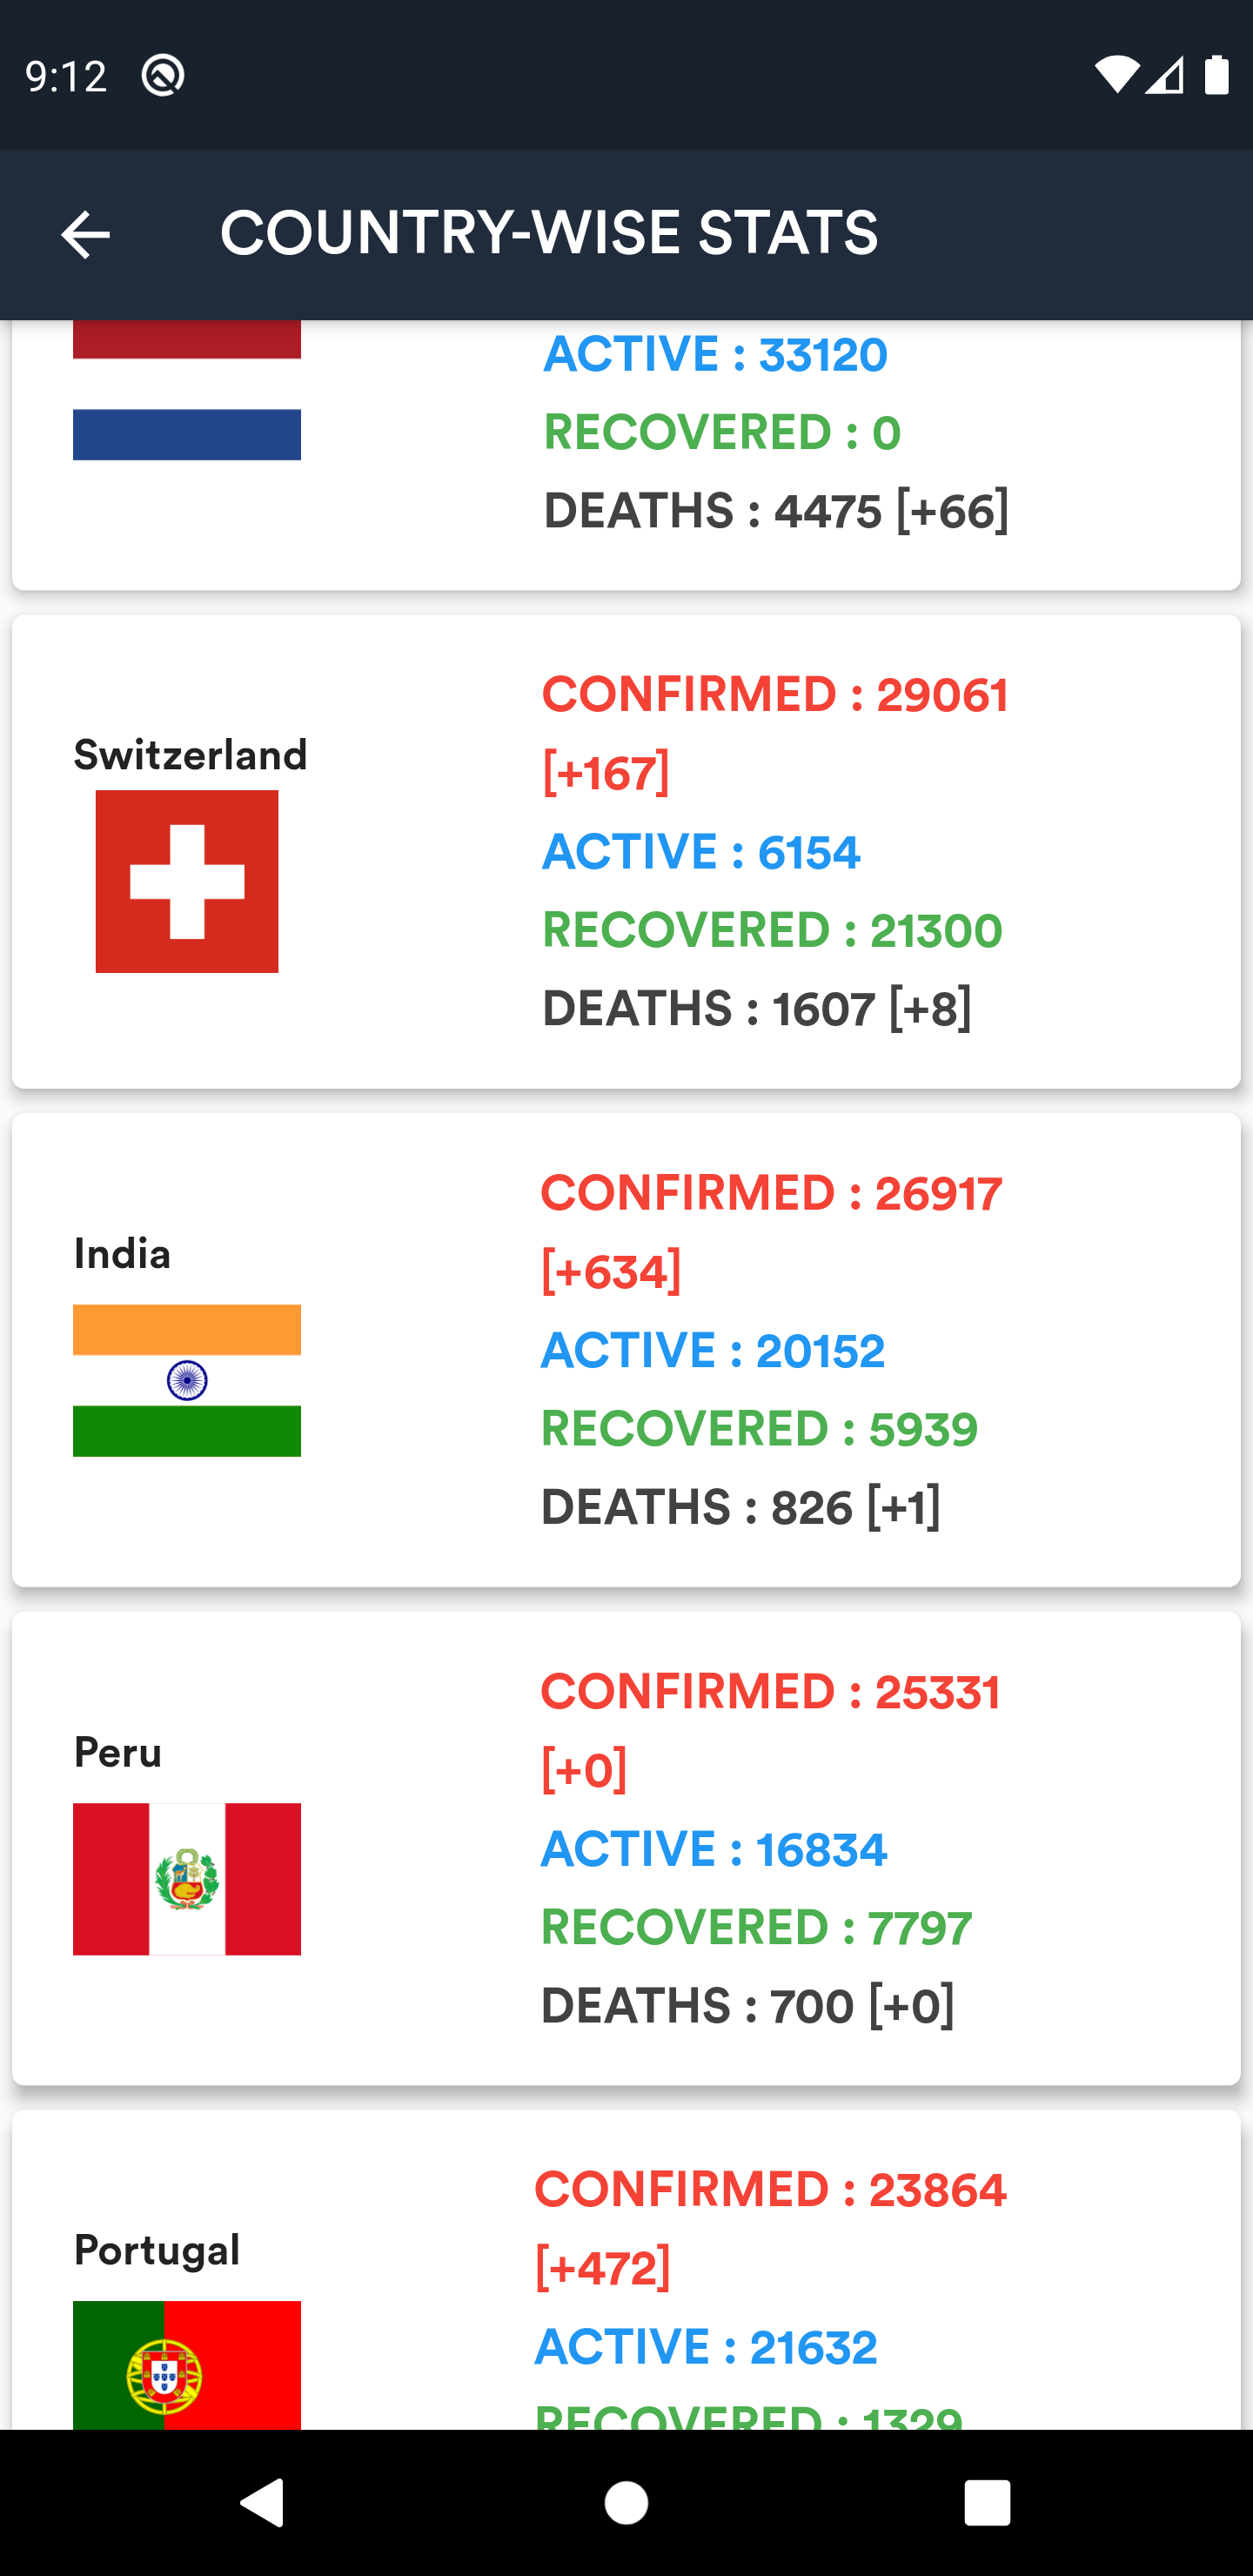 9:12
COUNTRY-WISE STATS
ACTIVE : 33120
RECOVERED : 0
DEATHS : 4475 [+66]
Switzerland
CONFIRMED : 29061
[+167]
ACTIVE : 6154
RECOVERED : 21300
DEATHS : 1607 [+8]
India
CONFIRMED : 26917
[+634]
ACTIVE : 20152
RECOVERED : 5939
DEATHS : 826 [+1]
Peru
CONFIRMED : 25331
[+0]
ACTIVE : 16834
RECOVERED : 7797
DEATHS : 700 [+0]
Portugal
CONFIRMED : 23864
[+472]
ACTIVE : 21632
RECOVERED : 1329